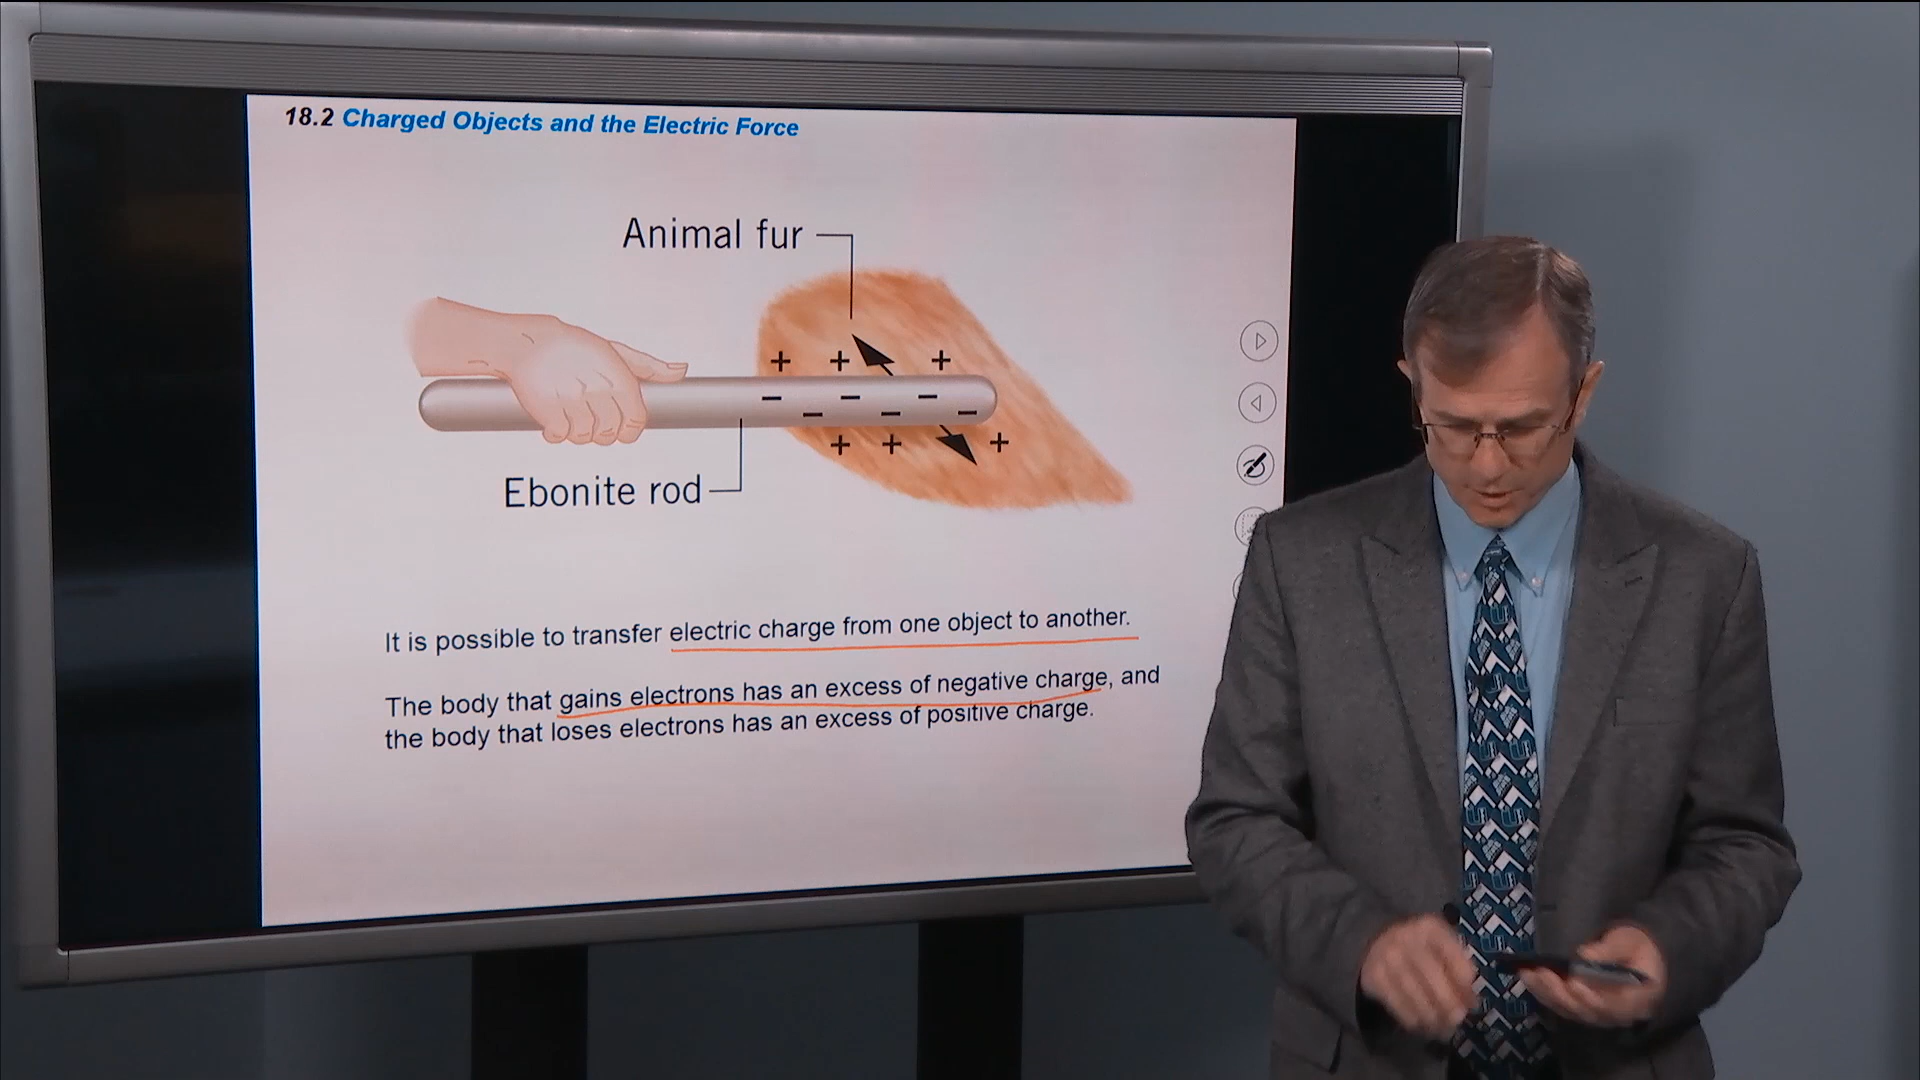 18.2 Charged Objects and the Electric Force
Animal fur
+ + +
- - - - - -
+ + +
Ebonite rod
It is possible to transfer electric charge from one object to another.
The body that gains electrons has an excess of negative charge, and
the body that loses electrons has an excess of positive charge.